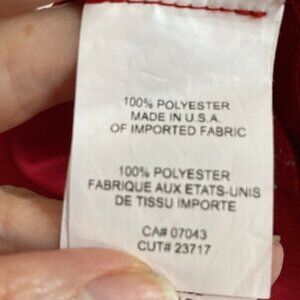 100% POLYESTER
MADE IN U.S.A.
OF IMPORTED FABRIC
100% POLYESTER
FABRIQUE AUX ETATS-UNIS
DE TISSU IMPORTE
CA# 07043
CUT# 23717